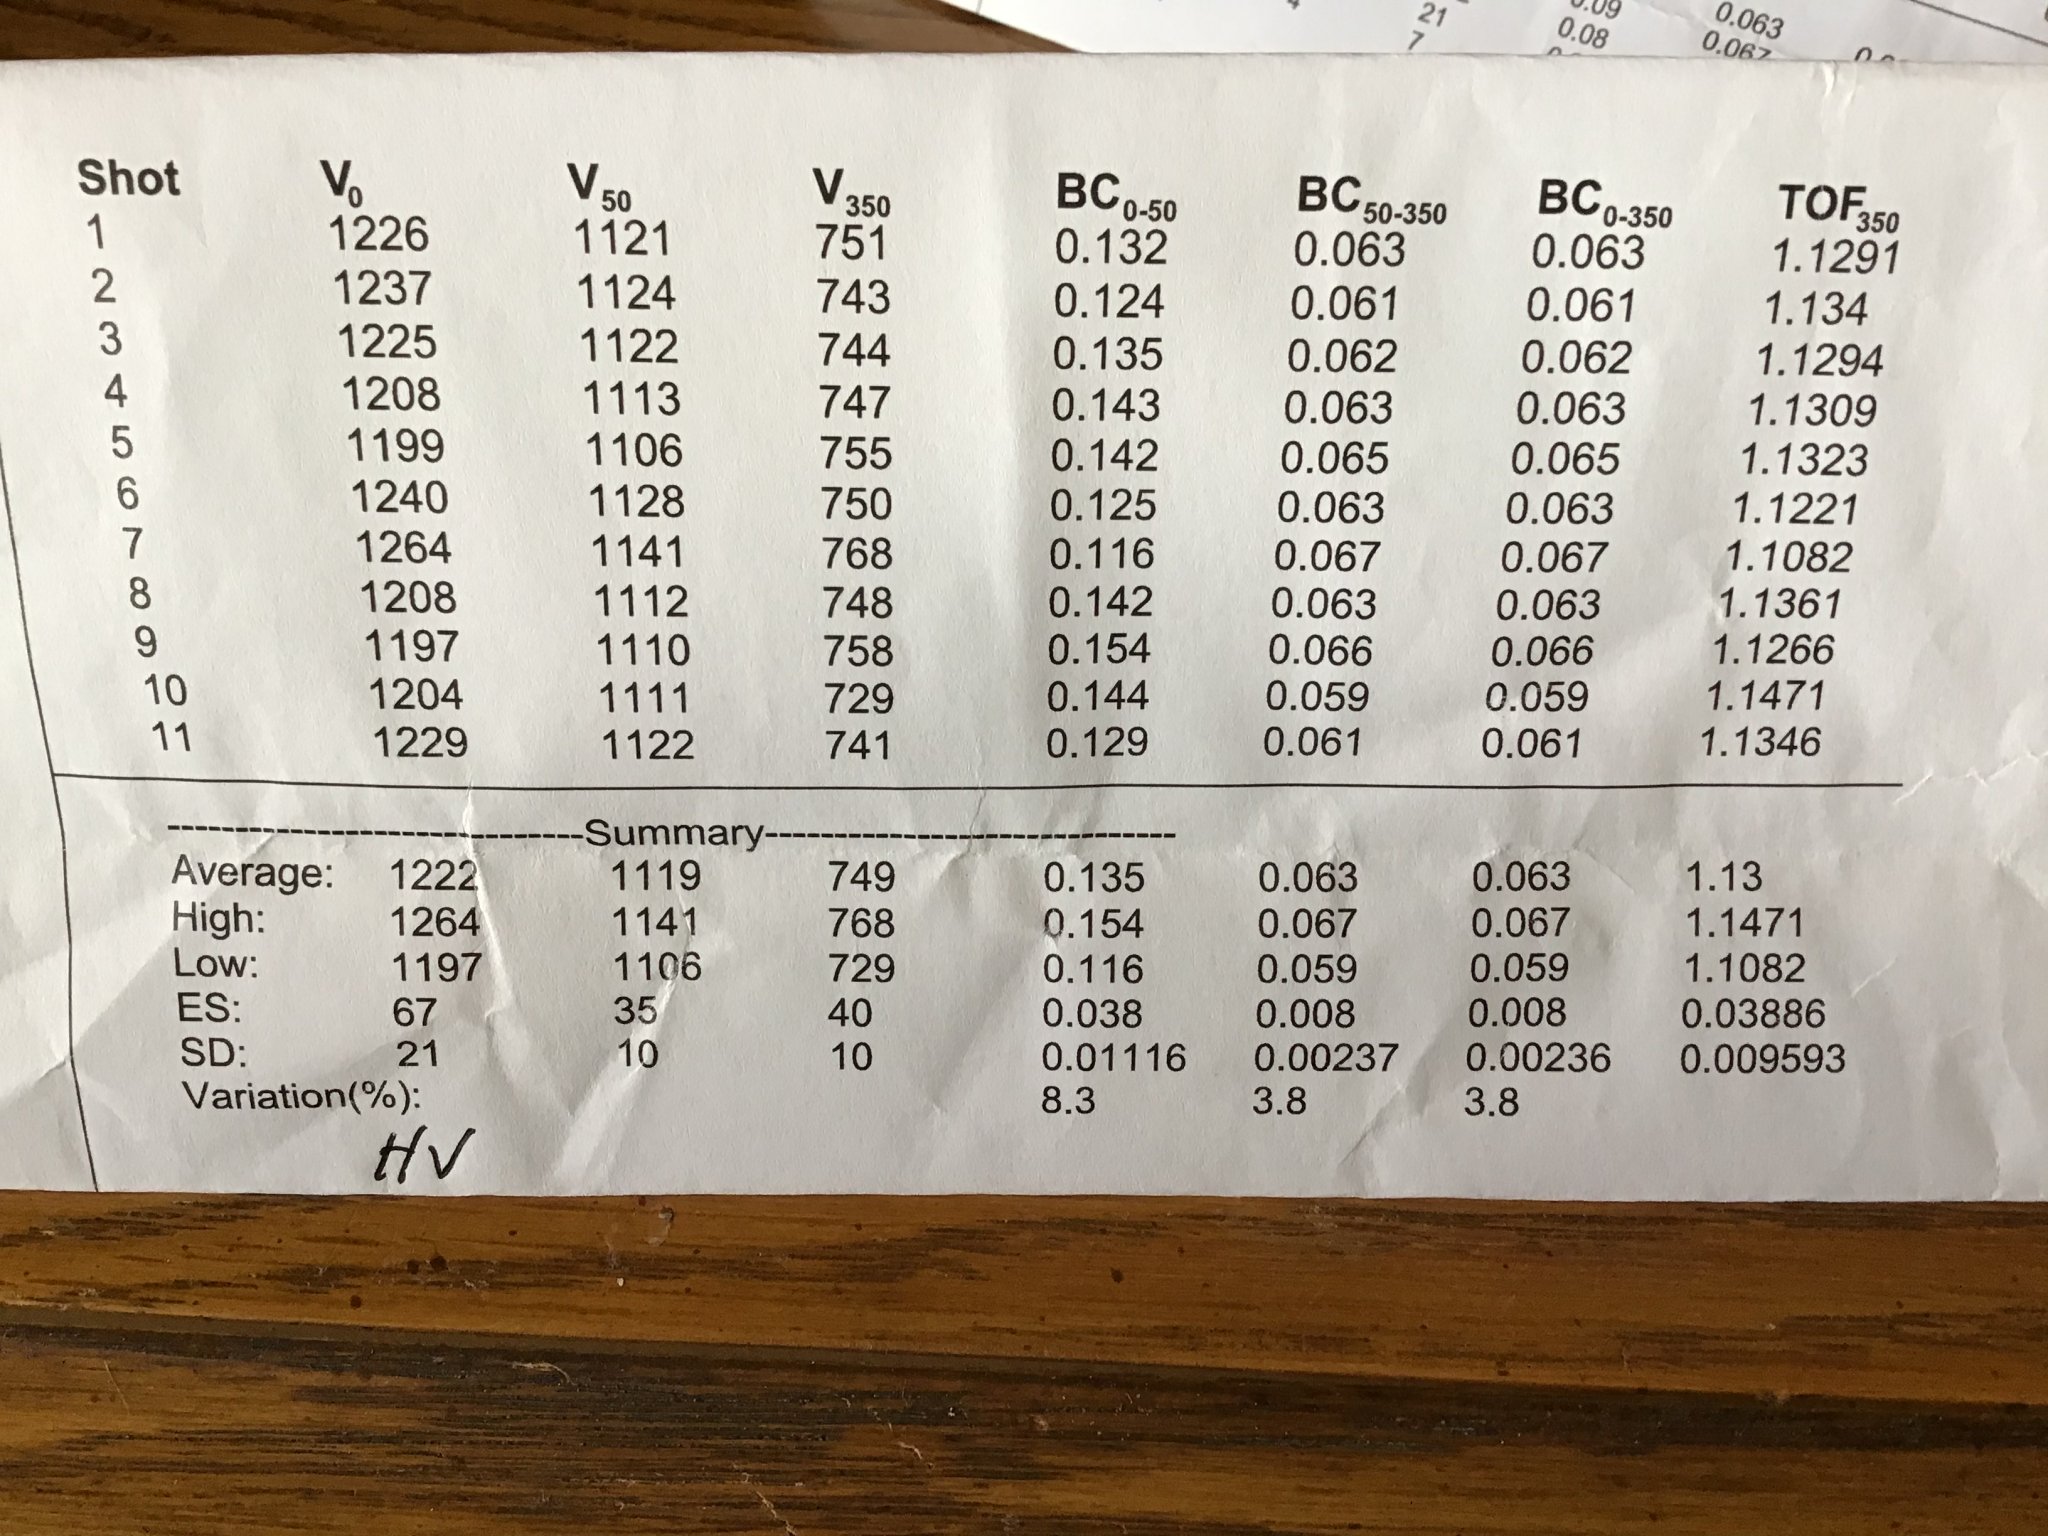 21 0.09 0.063
7 0.08 0.067
Shot V0 V50 V350 BC0-50 BC50-350 BC0-350 TOF350
1 1226 1121 751 0.132 0.063 0.063 1.1291
2 1237 1124 743 0.124 0.061 0.061 1.134
3 1225 1122 744 0.135 0.062 0.062 1.1294
4 1208 1113 747 0.143 0.063 0.063 1.1309
5 1199 1106 755 0.142 0.065 0.065 1.1323
6 1240 1128 750 0.125 0.063 0.063 1.1221
7 1264 1141 768 0.116 0.067 0.067 1.1082
8 1208 1112 748 0.142 0.063 0.063 1.1361
9 1197 1110 758 0.154 0.066 0.066 1.1266
10 1204 1111 729 0.144 0.059 0.059 1.1471
11 1229 1122 741 0.129 0.061 0.061 1.1346
-------------------------------Summary-------------------------------
Average: 1222 1119 749 0.135 0.063 0.063 1.13
High: 1264 1141 768 0.154 0.067 0.067 1.1471
Low: 1197 1106 729 0.116 0.059 0.059 1.1082
ES: 67 35 40 0.038 0.008 0.008 0.03886
SD: 21 10 10 0.01116 0.00237 0.00236 0.009593
Variation(%): 8.3 3.8 3.8
HV